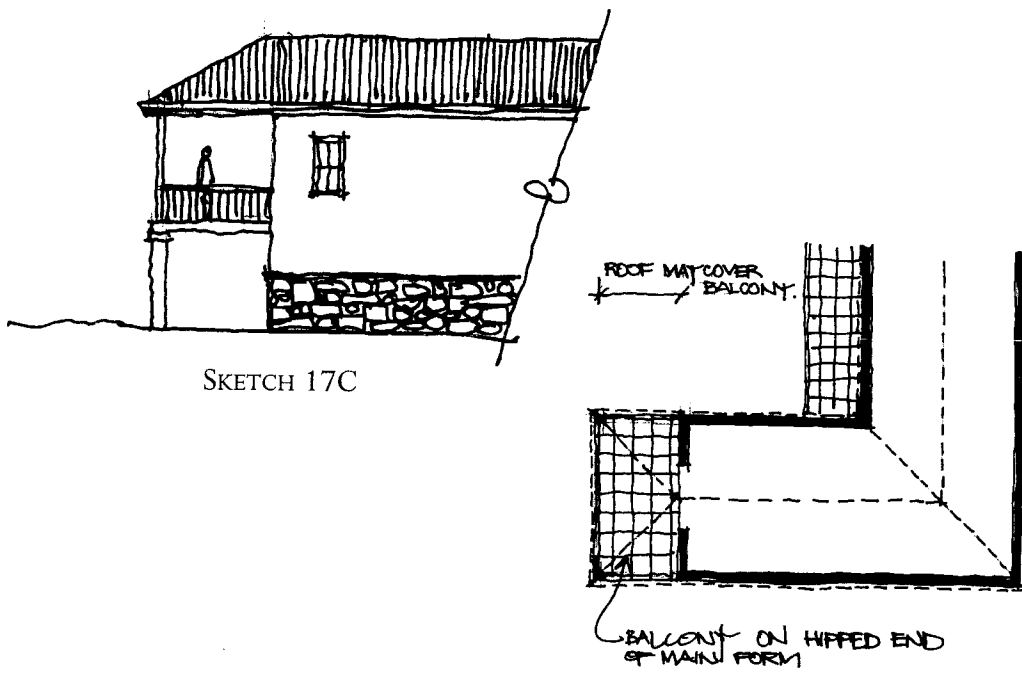 SKETCH 17C
ROOF MAY COVER
BALCONY.
BALCONY ON HIPPED END
OF MAIN FORM